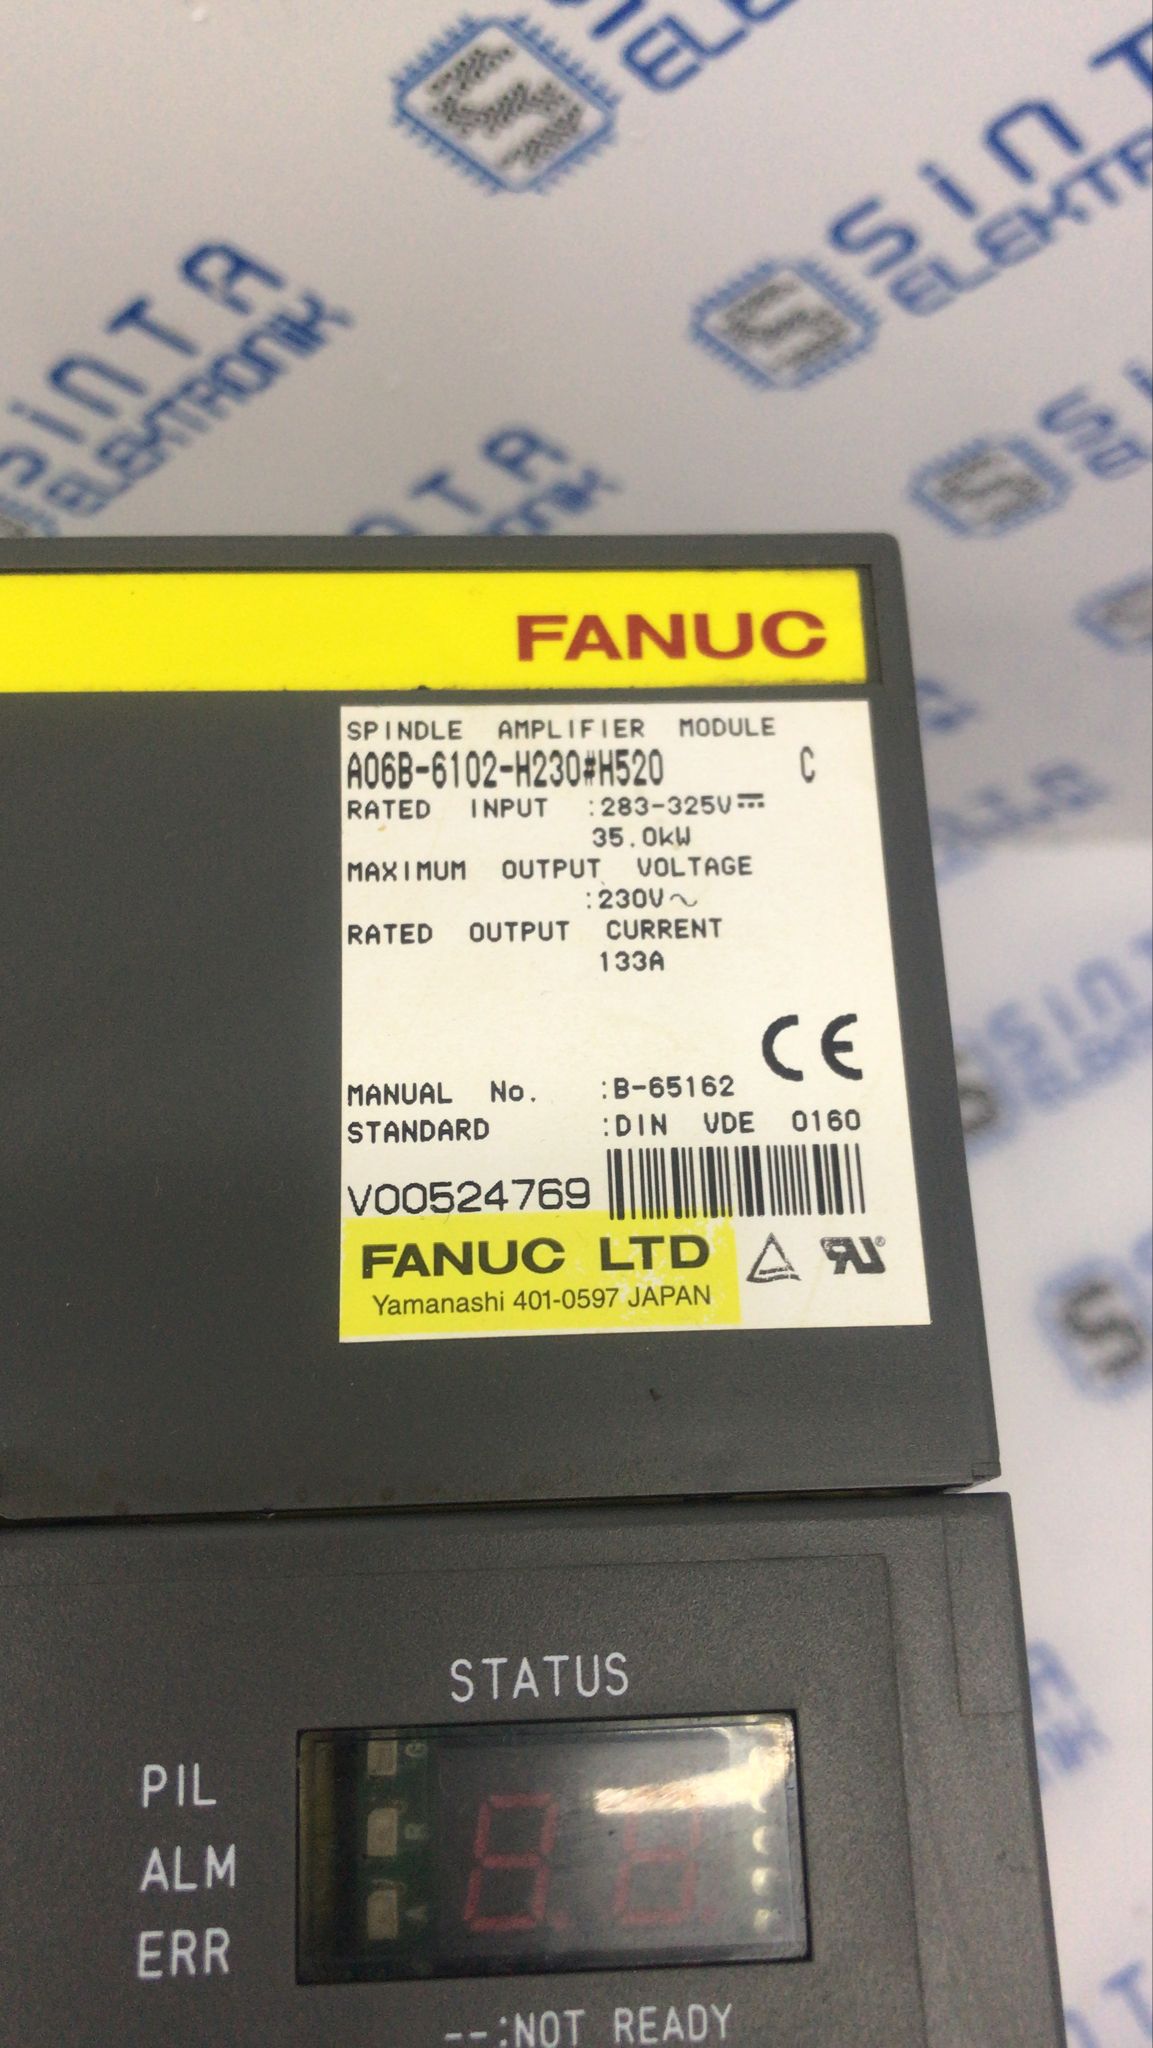 SINTA
ELEKTRONIK
FANUC
SPINDLE AMPLIFIER MODULE
A06B-6102-H230#H520 C
RATED INPUT :283-325V⎓
35.0kW
MAXIMUM OUTPUT VOLTAGE
:230V∼
RATED OUTPUT CURRENT
133A
CE
MANUAL No. :B-65162
STANDARD :DIN VDE 0160
V00524769
FANUC LTD
Yamanashi 401-0597 JAPAN
STATUS
PIL
ALM
ERR
--:NOT READY